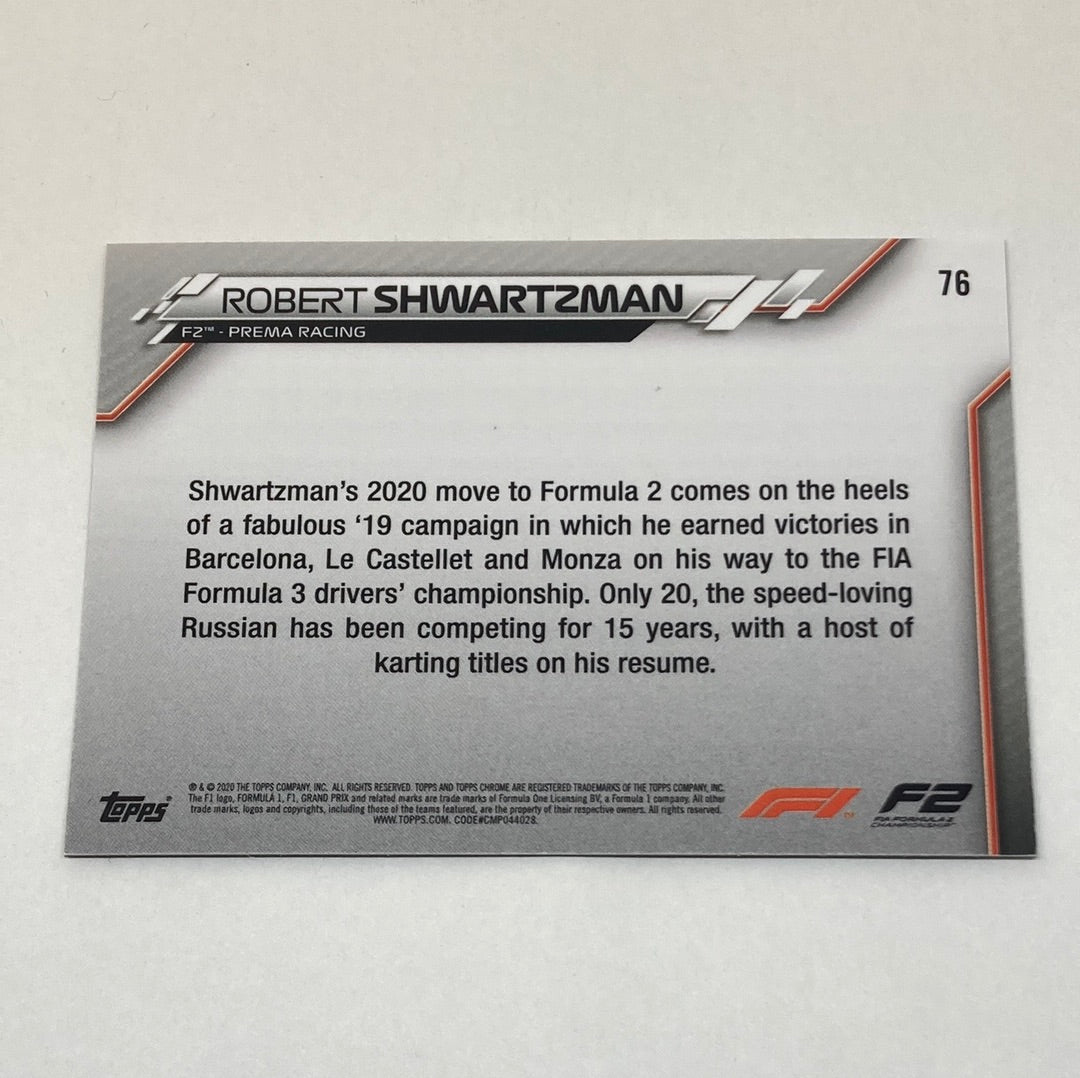 ROBERT SHWARTZMAN
76
F2™ - PREMA RACING
Shwartzman's 2020 move to Formula 2 comes on the heels
of a fabulous '19 campaign in which he earned victories in
Barcelona, Le Castellet and Monza on his way to the FIA
Formula 3 drivers' championship. Only 20, the speed-loving
Russian has been competing for 15 years, with a host of
karting titles on his resume.
topps®
® & © 2020 THE TOPPS COMPANY, INC. ALL RIGHTS RESERVED. TOPPS AND TOPPS CHROME ARE REGISTERED TRADEMARKS OF THE TOPPS COMPANY, INC.
The F1 logo, FORMULA 1, F1, GRAND PRIX and related marks are trade marks of Formula One Licensing BV, a Formula 1 company. All other
trade marks, logos and copyrights, including those of the teams featured, are the property of their respective owners. All rights reserved.
WWW.TOPPS.COM. CODE#CMP044028.
F1™
F2
FIA FORMULA 2
CHAMPIONSHIP™